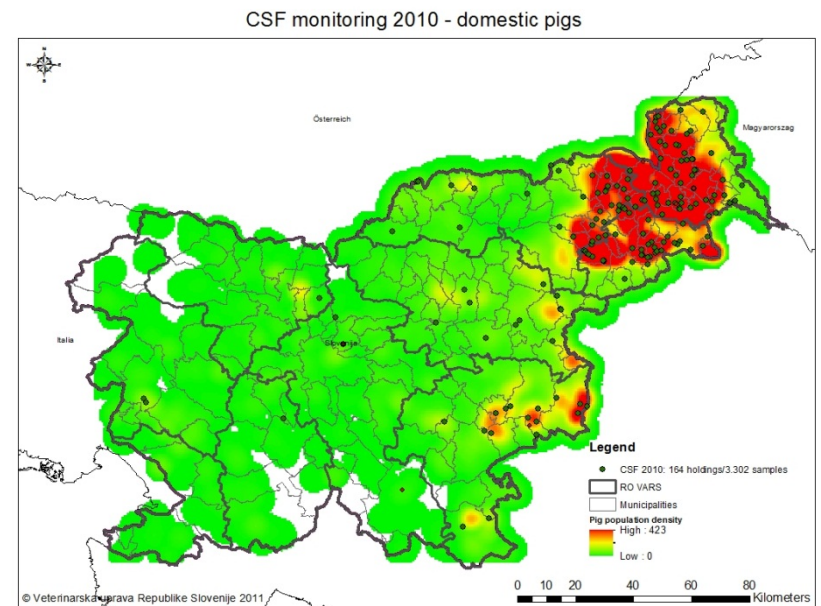 CSF monitoring 2010 - domestic pigs
N
W
E
S
Österreich
Magyarorszag
Italia
Slovenija
Legend
CSF 2010: 164 holdings/3.302 samples
RO VARS
Municipalities
Pig population density
High : 423
Low : 0
0 10 20 40 60 80
Kilometers
© Veterinarska uprava Republike Slovenije 2011